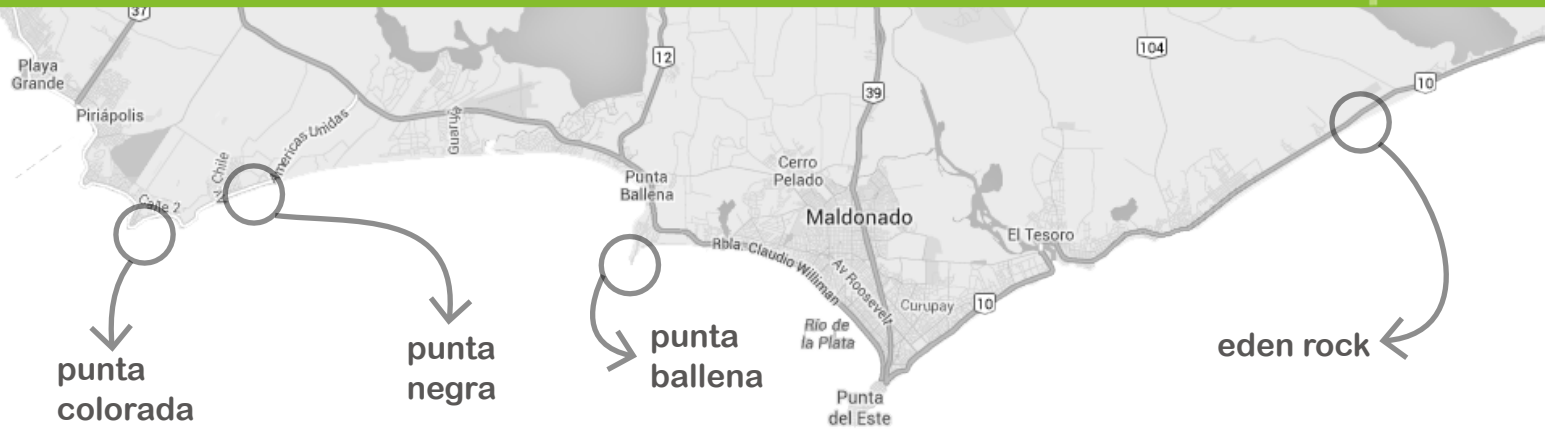 37
Playa
Grande
Piriápolis
Av. Chile
Americas Unidas
Calle 2
Guaruya
12
Punta
Ballena
104
10
39
Cerro
Pelado
Maldonado
El Tesoro
Rbla. Claudio Williman
Av Roosevelt
Curupay
10
Río de
la Plata
Punta
del Este
punta
colorada
punta
negra
punta
ballena
eden rock